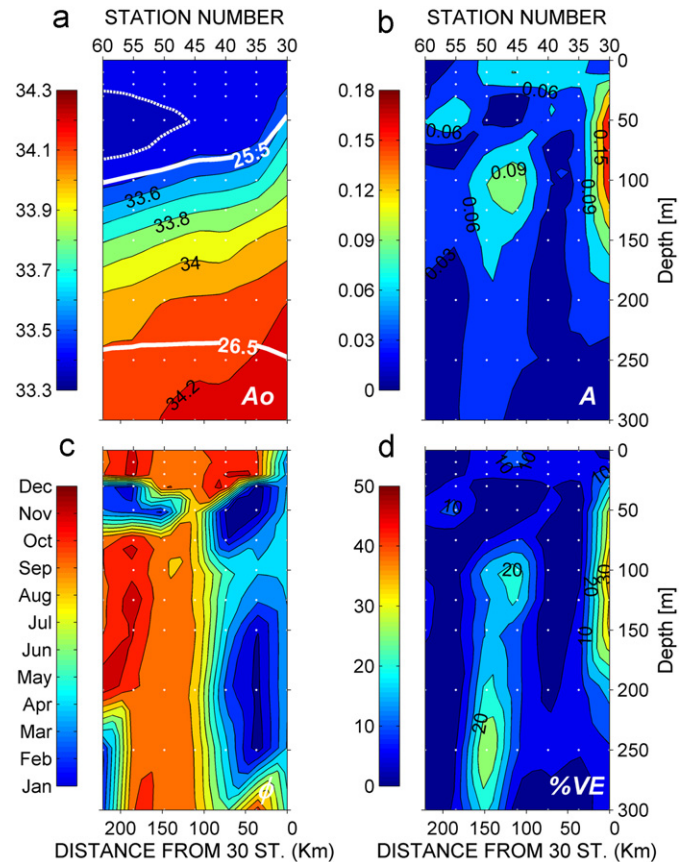 STATION NUMBER
STATION NUMBER
a
b
60 55 50 45 40 35 30
60 55 50 45 40 35 30
34.3
34.1
33.9
33.7
33.5
33.3
25.5
33.6
33.8
34
26.5
34.2
Ao
0.18
0.15
0.12
0.09
0.06
0.03
0
0.06
0.06
0.15
0.09
0.09
0.06
0.03
A
0
50
100
150
200
250
300
Depth [m]
c
d
Dec
Nov
Oct
Sep
Aug
Jul
Jun
May
Apr
Mar
Feb
Jan
Ø
50
40
30
20
10
0
10
10
10
10
20
30
20
10
20
%VE
0
50
100
150
200
250
300
Depth [m]
200 150 100 50 0
200 150 100 50 0
DISTANCE FROM 30 ST. (Km)
DISTANCE FROM 30 ST. (Km)